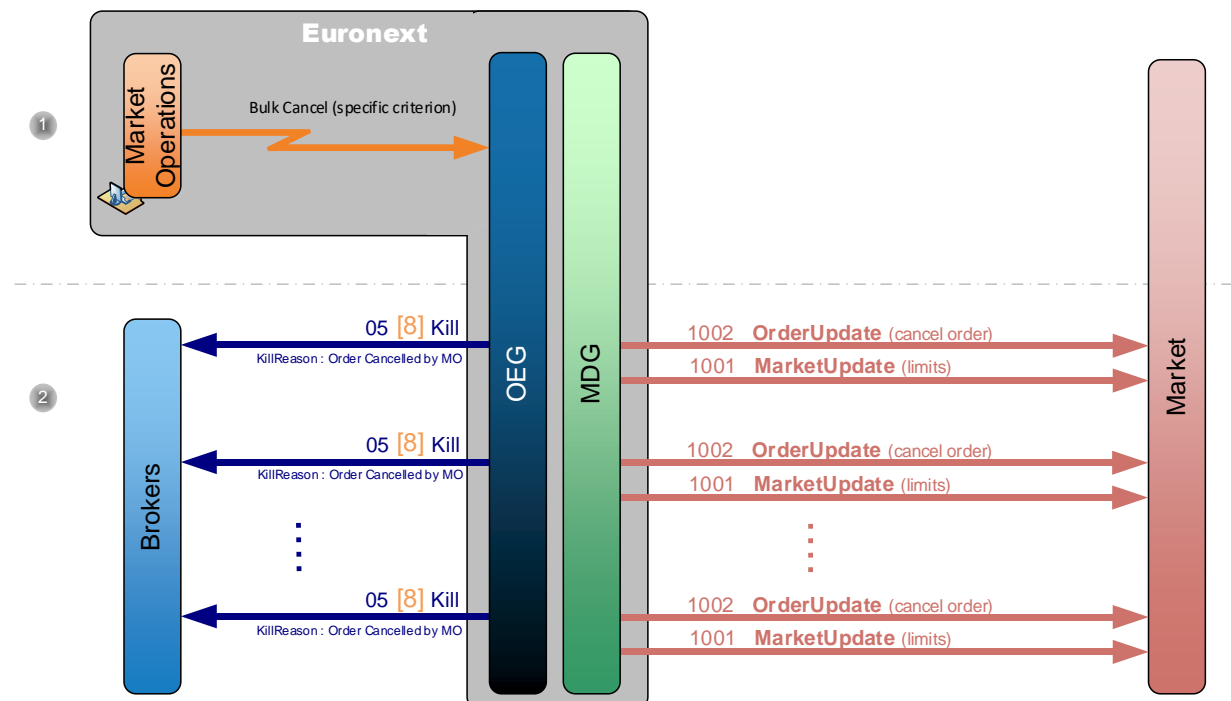 Euronext
Market
Operations
Bulk Cancel (specific criterion)
1
OEG
MDG
Market
Brokers
2
05 [8] Kill
KillReason : Order Cancelled by MO
1002 OrderUpdate (cancel order)
1001 MarketUpdate (limits)
05 [8] Kill
KillReason : Order Cancelled by MO
1002 OrderUpdate (cancel order)
1001 MarketUpdate (limits)
05 [8] Kill
KillReason : Order Cancelled by MO
1002 OrderUpdate (cancel order)
1001 MarketUpdate (limits)